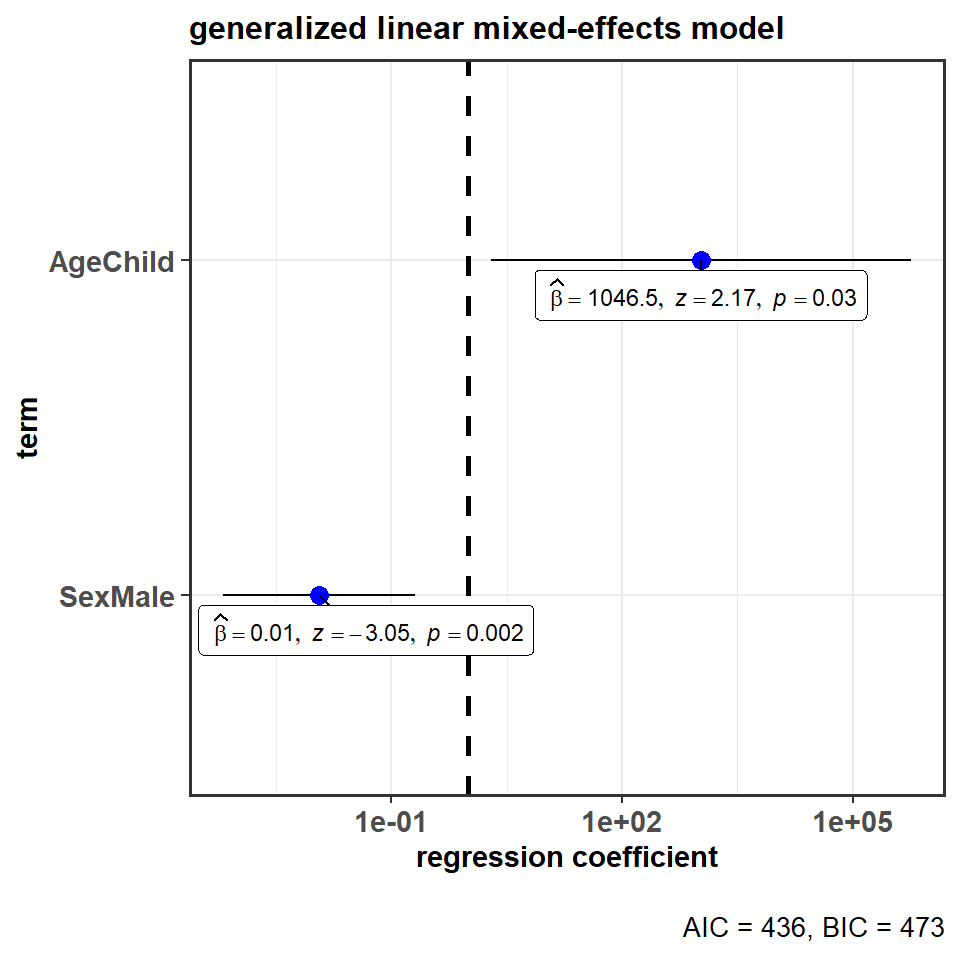 generalized linear mixed-effects model
AgeChild
β̂ = 1046.5, z = 2.17, p = 0.03
term
SexMale
β̂ = 0.01, z = −3.05, p = 0.002
1e-01 1e+02 1e+05
regression coefficient
AIC = 436, BIC = 473